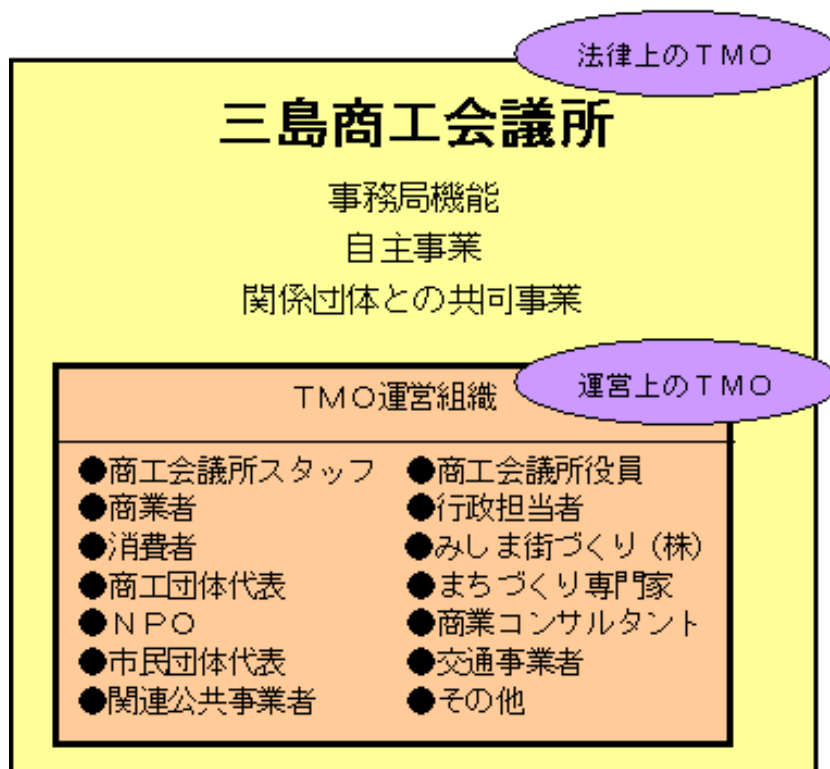 法律上のＴＭＯ
三島商工会議所
事務局機能
自主事業
関係団体との共同事業
運営上のＴＭＯ
ＴＭＯ運営組織
●商工会議所スタッフ
●商業者
●消費者
●商工団体代表
●ＮＰＯ
●市民団体代表
●関連公共事業者
●商工会議所役員
●行政担当者
●みしま街づくり（株）
●まちづくり専門家
●商業コンサルタント
●交通事業者
●その他